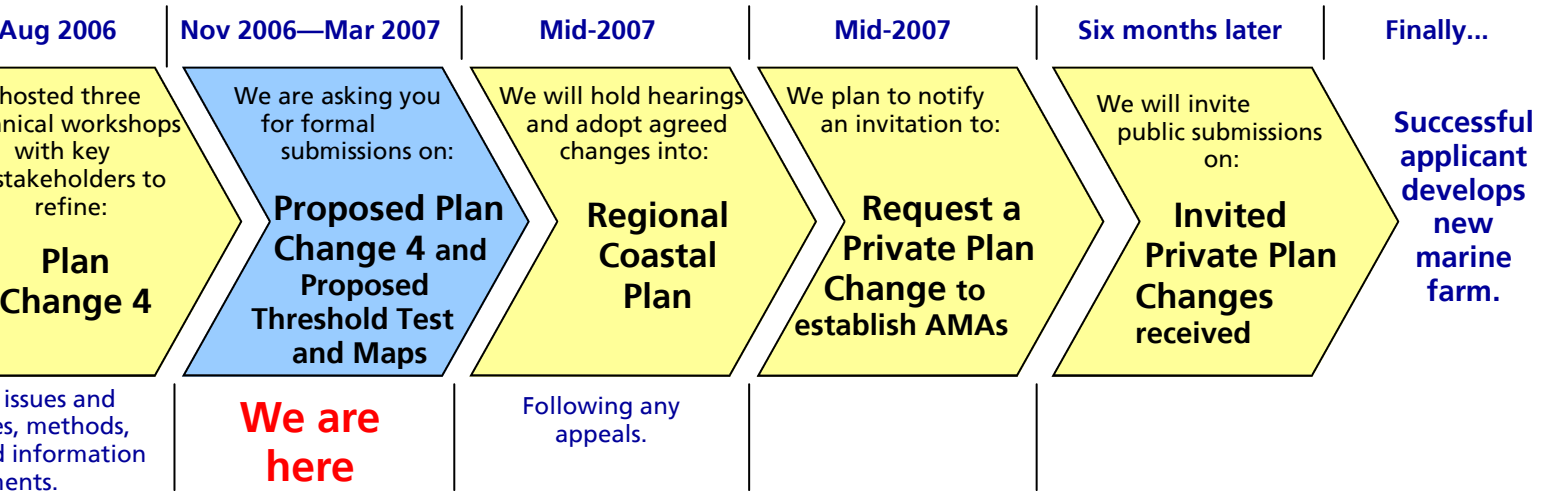 Aug 2006
Nov 2006—Mar 2007
Mid-2007
Mid-2007
Six months later
Finally...
hosted three
workshops
with key
stakeholders to
refine:
Plan
Change 4
We are asking you
for formal
submissions on:
Proposed Plan
Change 4 and
Proposed
Threshold Test
and Maps
We will hold hearings
and adopt agreed
changes into:
Regional
Coastal
Plan
We plan to notify
an invitation to:
Request a
Private Plan
Change to
establish AMAs
We will invite
public submissions
on:
Invited
Private Plan
Changes
received
Successful
applicant
develops
new
marine
farm.
issues and
methods,
information
We are
here
Following any
appeals.